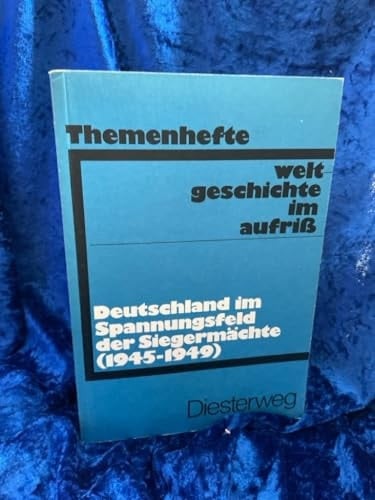 Themenhefte
welt
geschichte
im
aufriß
Deutschland im
Spannungsfeld
der Siegermächte
(1945-1949)
Diesterweg